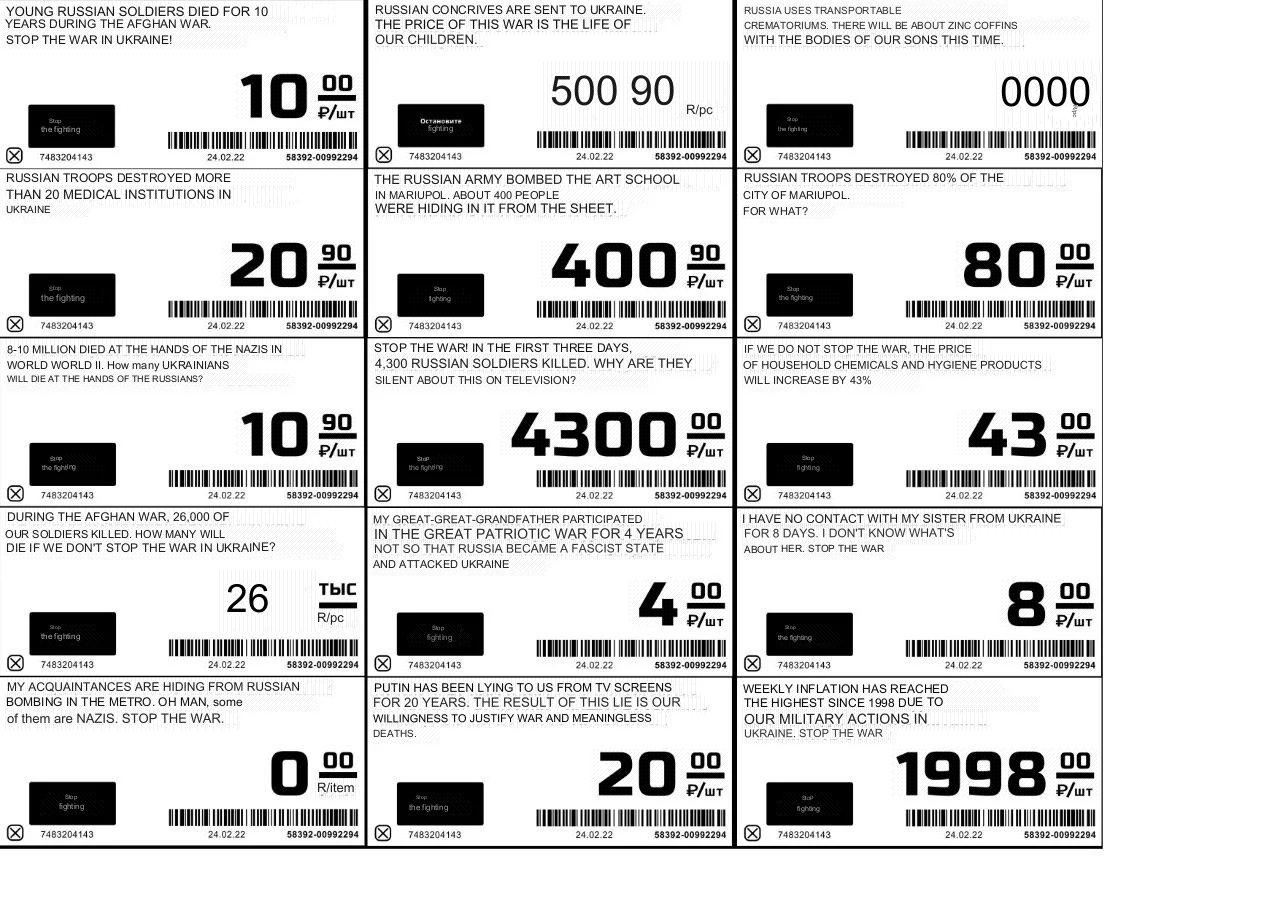 YOUNG RUSSIAN SOLDIERS DIED FOR 10
YEARS DURING THE AFGHAN WAR.
STOP THE WAR IN UKRAINE!
10 00
₽/шт
Stop
the fighting
7483204143 24.02.22 58392-00992294
RUSSIAN CONCRIVES ARE SENT TO UKRAINE.
THE PRICE OF THIS WAR IS THE LIFE OF
OUR CHILDREN.
500 90
R/pc
Остановите
fighting
7483204143 24.02.22 58392-00992294
RUSSIA USES TRANSPORTABLE
CREMATORIUMS. THERE WILL BE ABOUT ZINC COFFINS
WITH THE BODIES OF OUR SONS THIS TIME.
0000
Stop
the fighting
7483204143 24.02.22 58392-00992294
RUSSIAN TROOPS DESTROYED MORE
THAN 20 MEDICAL INSTITUTIONS IN
UKRAINE
20 90
₽/шт
Stop
the fighting
7483204143 24.02.22 58392-00992294
THE RUSSIAN ARMY BOMBED THE ART SCHOOL
IN MARIUPOL. ABOUT 400 PEOPLE
WERE HIDING IN IT FROM THE SHEET.
400 90
₽/шт
Stop
fighting
7483204143 24.02.22 58392-00992294
RUSSIAN TROOPS DESTROYED 80% OF THE
CITY OF MARIUPOL.
FOR WHAT?
80 00
₽/шт
Stop
the fighting
7483204143 24.02.22 58392-00992294
8-10 MILLION DIED AT THE HANDS OF THE NAZIS IN
WORLD WORLD II. How many UKRAINIANS
WILL DIE AT THE HANDS OF THE RUSSIANS?
10 90
₽/шт
Stop
the fighting
7483204143 24.02.22 58392-00992294
STOP THE WAR! IN THE FIRST THREE DAYS,
4,300 RUSSIAN SOLDIERS KILLED. WHY ARE THEY
SILENT ABOUT THIS ON TELEVISION?
4300 00
₽/шт
Stop
the fighting
7483204143 24.02.22 58392-00992294
IF WE DO NOT STOP THE WAR, THE PRICE
OF HOUSEHOLD CHEMICALS AND HYGIENE PRODUCTS
WILL INCREASE BY 43%
43 00
₽/шт
Stop
fighting
7483204143 24.02.22 58392-00992294
DURING THE AFGHAN WAR, 26,000 OF
OUR SOLDIERS KILLED. HOW MANY WILL
DIE IF WE DON'T STOP THE WAR IN UKRAINE?
26 тыс
R/pc
Stop
the fighting
7483204143 24.02.22 58392-00992294
MY GREAT-GREAT-GRANDFATHER PARTICIPATED
IN THE GREAT PATRIOTIC WAR FOR 4 YEARS
NOT SO THAT RUSSIA BECAME A FASCIST STATE
AND ATTACKED UKRAINE
4 00
₽/шт
Stop
fighting
7483204143 24.02.22 58392-00992294
I HAVE NO CONTACT WITH MY SISTER FROM UKRAINE
FOR 8 DAYS. I DON'T KNOW WHAT'S
ABOUT HER. STOP THE WAR
8 00
₽/шт
Stop
the fighting
7483204143 24.02.22 58392-00992294
MY ACQUAINTANCES ARE HIDING FROM RUSSIAN
BOMBING IN THE METRO. OH MAN, some
of them are NAZIS. STOP THE WAR.
0 00
R/item
Stop
fighting
7483204143 24.02.22 58392-00992294
PUTIN HAS BEEN LYING TO US FROM TV SCREENS
FOR 20 YEARS. THE RESULT OF THIS LIE IS OUR
WILLINGNESS TO JUSTIFY WAR AND MEANINGLESS
DEATHS.
20 00
₽/шт
Stop
the fighting
7483204143 24.02.22 58392-00992294
WEEKLY INFLATION HAS REACHED
THE HIGHEST SINCE 1998 DUE TO
OUR MILITARY ACTIONS IN
UKRAINE. STOP THE WAR
1998 00
₽/шт
Stop
fighting
7483204143 24.02.22 58392-00992294